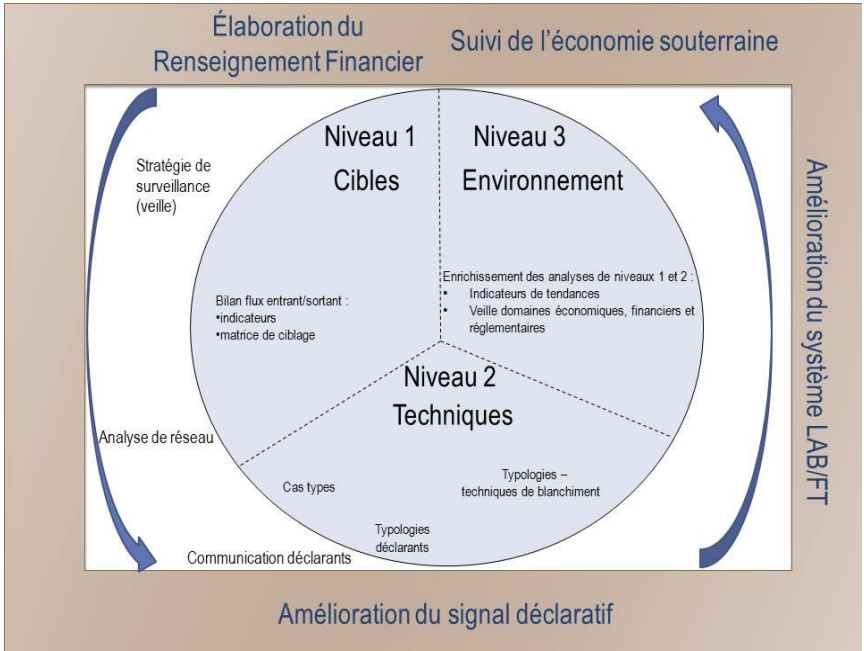 Élaboration du
Renseignement Financier
Suivi de l'économie souterraine
Stratégie de
surveillance
(veille)
Niveau 1
Cibles
Niveau 3
Environnement
Bilan flux entrant/sortant :
•indicateurs
•matrice de ciblage
Enrichissement des analyses de niveaux 1 et 2 :
• Indicateurs de tendances
• Veille domaines économiques, financiers et
réglementaires
Niveau 2
Techniques
Analyse de réseau
Cas types
Typologies –
techniques de blanchiment
Typologies
déclarants
Communication déclarants
Amélioration du système LAB/FT
Amélioration du signal déclaratif